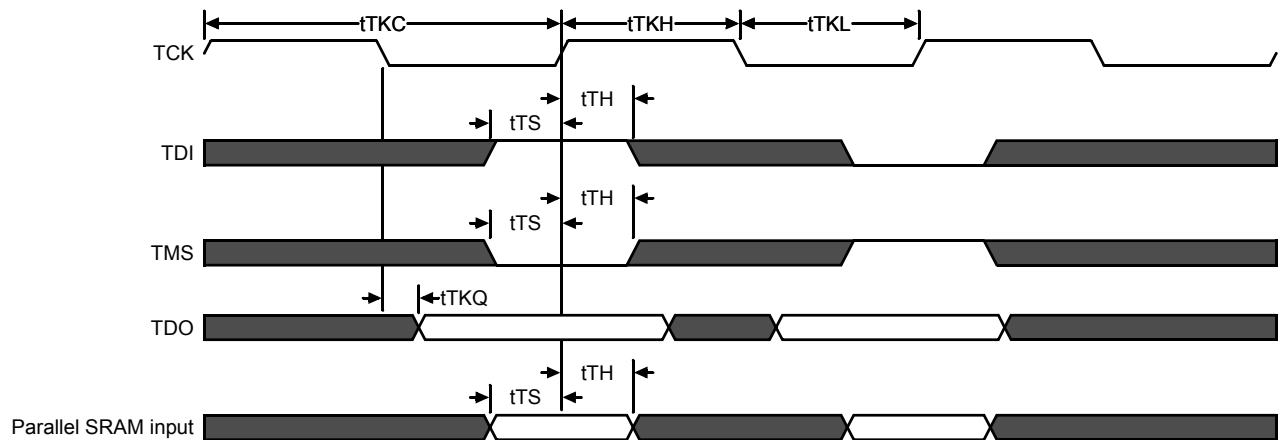 tTKC tTKH tTKL
TCK
tTH
tTS
TDI
tTH
tTS
TMS
tTKQ
TDO
tTH
tTS
Parallel SRAM input